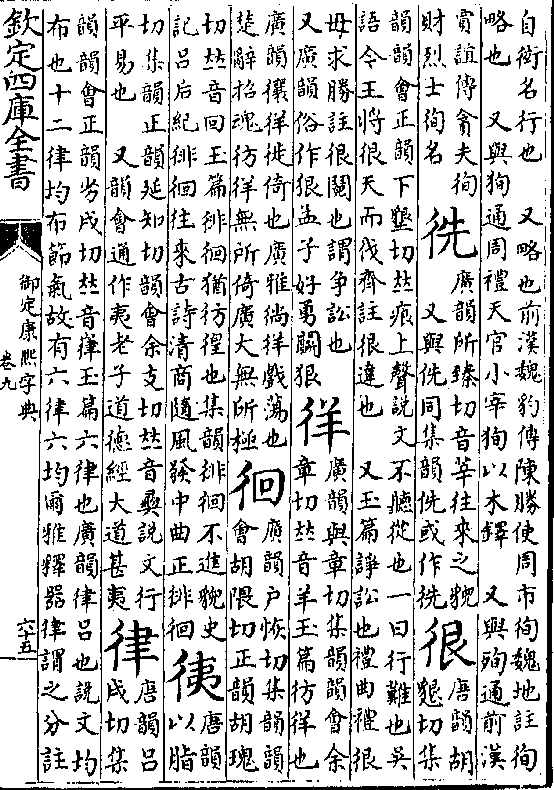 自衒名行也　又略也前漢魏豹傳陳勝使周市徇魏地註徇
略也　又與狥通周禮天官小宰狥以木鐸　又與殉通前漢
賈誼傳貪夫徇
財烈士徇名
㣫
廣韻所臻切音莘往來之貌
又與侁同集韻侁或作㣫
很
唐韻胡
懇切集
韻韻會正韻下墾切𠀤痕上聲說文不聽從也一曰行難也吳
語今王將很天而伐齊註很違也　又玉篇諍訟也禮曲禮很
毋求勝註很鬩也謂争訟也
又廣韻俗作狠孟子好勇鬭狠
徉
廣韻與章切集韻韻會余
章切𠀤音羊玉篇彷徉也
廣韻儴徉徙倚也廣雅徜徉戲蕩也
楚辭招魂彷徉無所倚廣大無所極
徊
廣韻戶恢切集韻韻
會胡隈切正韻胡瑰
切𠀤音回玉篇徘徊猶彷徨也集韻徘徊不進貌史
記呂后紀徘徊往來古詩清商隨風發中曲正徘徊
𢓡
唐韻
以脂
切集韻正韻延知切韻會余支切𠀤音彝說文行
平易也　又韻會通作夷老子道德經大道甚夷
律
唐韻呂
戌切集
韻韻會正韻劣戌切𠀤音嵂玉篇六律也廣韻律呂也說文均
布也十二律均布節氣故有六律六均爾雅釋器律謂之分註
欽定四庫全書
御定康熙字典
卷九
六十五